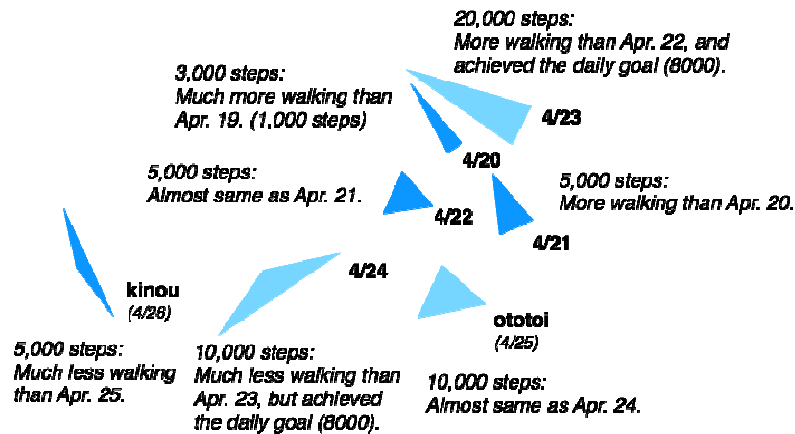 20,000 steps:
More walking than Apr. 22, and
achieved the daily goal (8000).
4/23
3,000 steps:
Much more walking than
Apr. 19. (1,000 steps)
4/20
5,000 steps:
Almost same as Apr. 21.
4/22
5,000 steps:
More walking than Apr. 20.
4/21
kinou
(4/26)
5,000 steps:
Much less walking
than Apr. 25.
4/24
10,000 steps:
Much less walking than
Apr. 23, but achieved
the daily goal (8000).
ototoi
(4/25)
10,000 steps:
Almost same as Apr. 24.